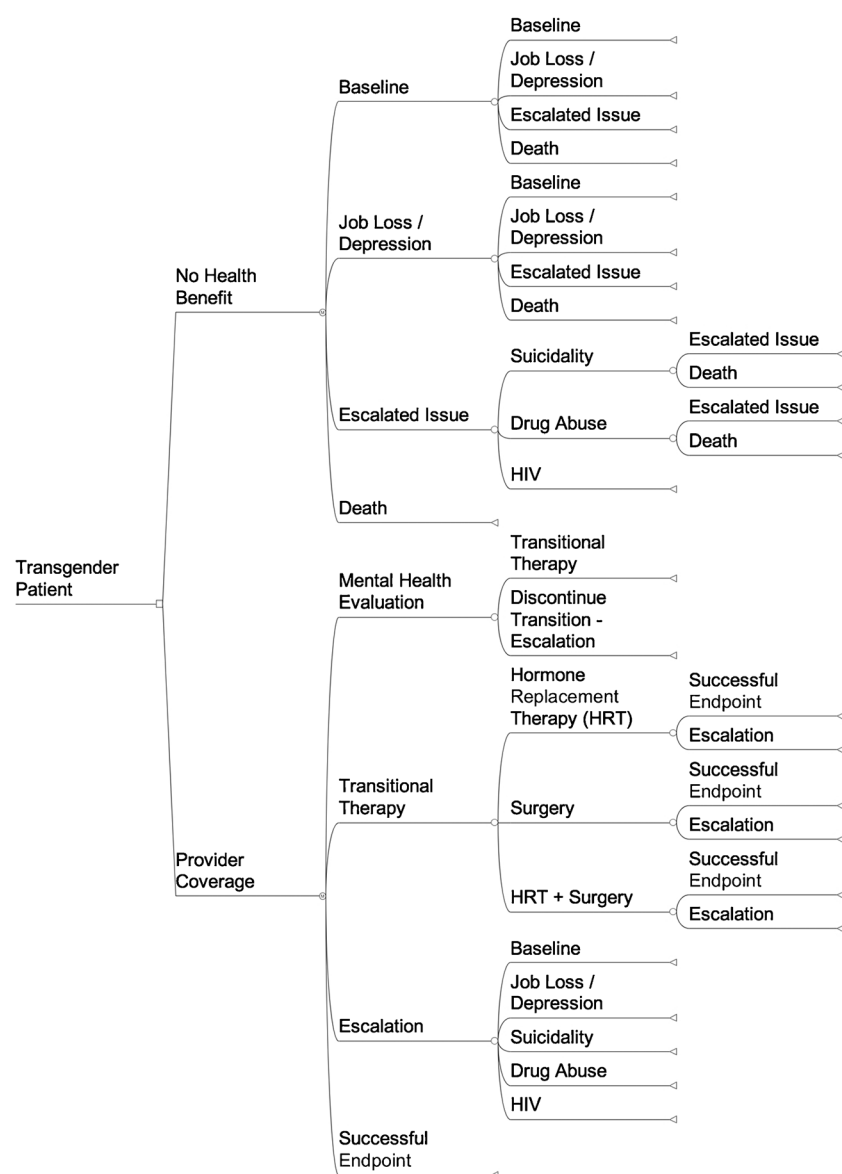 Transgender
Patient
No Health
Benefit
Baseline
Baseline
Job Loss /
Depression
Escalated Issue
Death
Job Loss /
Depression
Baseline
Job Loss /
Depression
Escalated Issue
Death
Escalated Issue
Suicidality
Escalated Issue
Death
Drug Abuse
Escalated Issue
Death
HIV
Death
Provider
Coverage
Mental Health
Evaluation
Transitional
Therapy
Discontinue
Transition -
Escalation
Transitional
Therapy
Hormone
Replacement
Therapy (HRT)
Successful
Endpoint
Escalation
Surgery
Successful
Endpoint
Escalation
HRT + Surgery
Successful
Endpoint
Escalation
Escalation
Baseline
Job Loss /
Depression
Suicidality
Drug Abuse
HIV
Successful
Endpoint